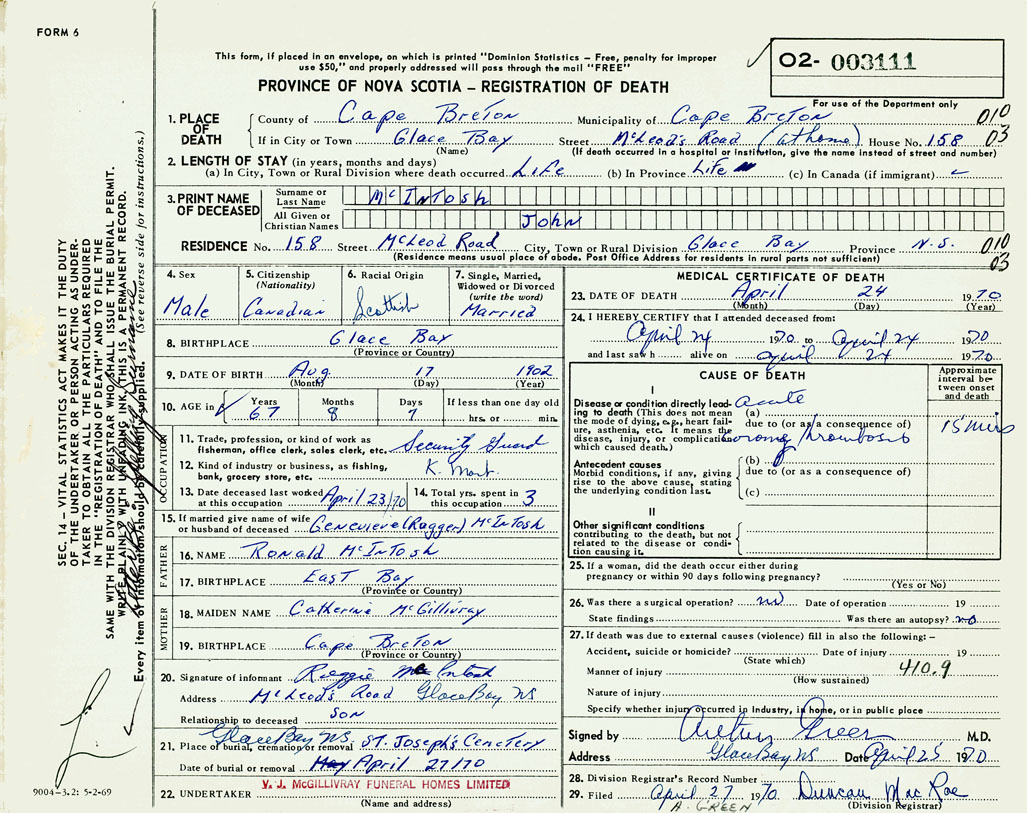 FORM 6
This form, if placed in an envelope, on which is printed "Dominion Statistics – Free, penalty for improper
use $50," and properly addressed will pass through the mail "FREE"
O2- 003111
For use of the Department only
PROVINCE OF NOVA SCOTIA – REGISTRATION OF DEATH
1. PLACE OF DEATH County of Cape Breton Municipality of Cape Breton 010
If in City or Town Glace Bay Street McLeod's Road (at home) House No. 158 03
(Name) (If death occurred in a hospital or institution, give the name instead of street and number)
2. LENGTH OF STAY (in years, months and days)
(a) In City, Town or Rural Division where death occurred Life (b) In Province Life (c) In Canada (if immigrant)
3. PRINT NAME OF DECEASED Surname or Last Name McIntosh
All Given or Christian Names JOHN
RESIDENCE No. 158 Street McLeod Road City, Town or Rural Division Glace Bay Province N.S. 010
(Residence means usual place of abode. Post Office Address for residents in rural parts not sufficient) 03
4. Sex
Male
5. Citizenship
(Nationality)
Canadian
6. Racial Origin
Scottish
7. Single, Married,
Widowed or Divorced
(write the word)
Married
8. BIRTHPLACE Glace Bay
(Province or Country)
9. DATE OF BIRTH Aug 17 1902
(Month) (Day) (Year)
10. AGE in Years Months Days If less than one day old
67 8 7 hrs. or min.
OCCUPATION
11. Trade, profession, or kind of work as
fisherman, office clerk, sales clerk, etc. Security Guard
12. Kind of industry or business, as fishing,
bank, grocery store, etc. K. Mart.
13. Date deceased last worked
at this occupation April 23/70
14. Total yrs. spent in
this occupation 3
15. If married give name of wife
or husband of deceased Genevieve (Rugger) McIntosh
FATHER
16. NAME Ronald McIntosh
17. BIRTHPLACE East Bay
(Province or Country)
MOTHER
18. MAIDEN NAME Catherine McGillivray
19. BIRTHPLACE Cape Breton
(Province or Country)
20. Signature of informant Reggie McIntosh
Address McLeod's Road Glace Bay NS
Relationship to deceased SON
Glace Bay NS
21. Place of burial, cremation or removal St. Joseph's Cemetery
Date of burial or removal April 27/70
22. UNDERTAKER V. J. McGILLIVRAY FUNERAL HOMES LIMITED
(Name and address)
MEDICAL CERTIFICATE OF DEATH
23. DATE OF DEATH April 24 1970
(Month) (Day) (Year)
24. I HEREBY CERTIFY that I attended deceased from:
April 24 1970 to April 24 1970
and last saw h alive on April 24 1970
CAUSE OF DEATH
Approximate
interval be-
tween onset
and death
I
Disease or condition directly lead-
ing to death (This does not mean
the mode of dying, e.g., heart fail-
ure, asthenia, etc. It means the
disease, injury, or complication
which caused death.)
(a) Acute
due to (or as a consequence of)
coronary thrombosis
15 mins
Antecedent causes
Morbid conditions, if any, giving
rise to the above cause, stating
the underlying condition last.
(b)
due to (or as a consequence of)
(c)
II
Other significant conditions
contributing to the death, but not
related to the disease or condi-
tion causing it.
25. If a woman, did the death occur either during
pregnancy or within 90 days following pregnancy?
(Yes or No)
26. Was there a surgical operation? no Date of operation 19
State findings Was there an autopsy? no
27. If death was due to external causes (violence) fill in also the following: –
Accident, suicide or homicide? Date of injury 19
(State which) 410.9
Manner of injury
(How sustained)
Nature of injury
Specify whether injury occurred in industry, in home, or in public place
Signed by Arthur Green M.D.
Address Glace Bay NS Date April 25 1970
28. Division Registrar's Record Number
29. Filed April 27 1970 Duncan MacRae
A. GREEN (Division Registrar)
SEC. 14 – VITAL STATISTICS ACT MAKES IT THE DUTY
OF THE UNDERTAKER OR PERSON ACTING AS UNDER-
TAKER TO OBTAIN ALL THE PARTICULARS REQUIRED
IN THE "REGISTRATION OF DEATH" AND TO FILE THE
SAME WITH THE DIVISION REGISTRAR WHO SHALL ISSUE THE BURIAL PERMIT.
WRITE PLAINLY WITH UNFADING INK, THIS IS A PERMANENT RECORD.
Every item of information should be carefully supplied. (See reverse side for instructions.)
9004-3.2: 5-2-69